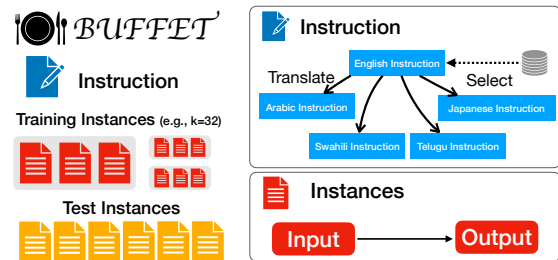 BUFFET
Instruction
Training Instances (e.g., k=32)
Test Instances
Instruction
English Instruction
Translate
Select
Arabic Instruction
Japanese Instruction
Swahili Instruction
Telugu Instruction
Instances
Input
Output